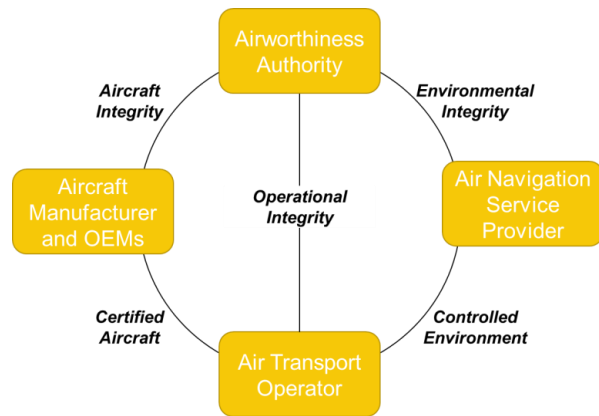 Airworthiness
Authority
Aircraft
Integrity
Environmental
Integrity
Aircraft
Manufacturer
and OEMs
Operational
Integrity
Air Navigation
Service
Provider
Certified
Aircraft
Controlled
Environment
Air Transport
Operator